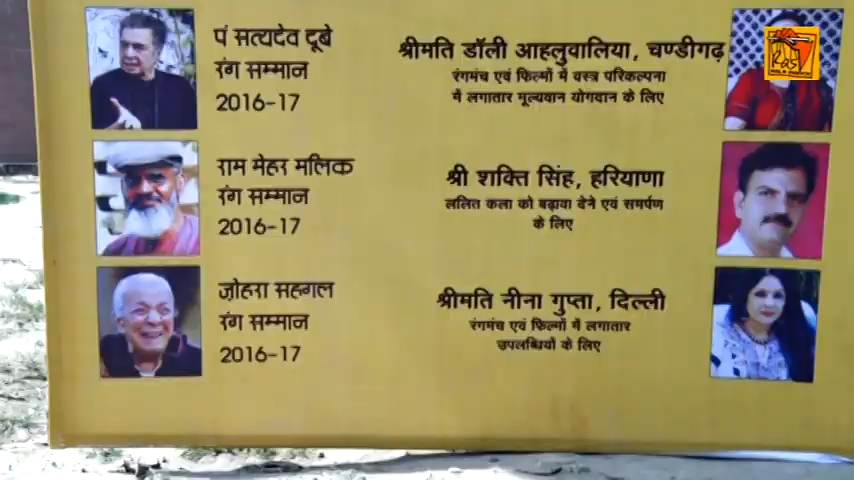 पं सत्यदेव दूबे
रंग सम्मान
2016-17
श्रीमति डॉली आहलुवालिया, चण्डीगढ़
रंगमंच एवं फिल्मों में वस्त्र परिकल्पना
में लगातार मूल्यवान योगदान के लिए
राम मेहर मलिक
रंग सम्मान
2016-17
श्री शक्ति सिंह, हरियाणा
ललित कला को बढ़ावा देने एवं समर्पण
के लिए
ज़ोहरा सहगल
रंग सम्मान
2016-17
श्रीमति नीना गुप्ता, दिल्ली
रंगमंच एवं फिल्मों में लगातार
उपलब्धियों के लिए
Ras